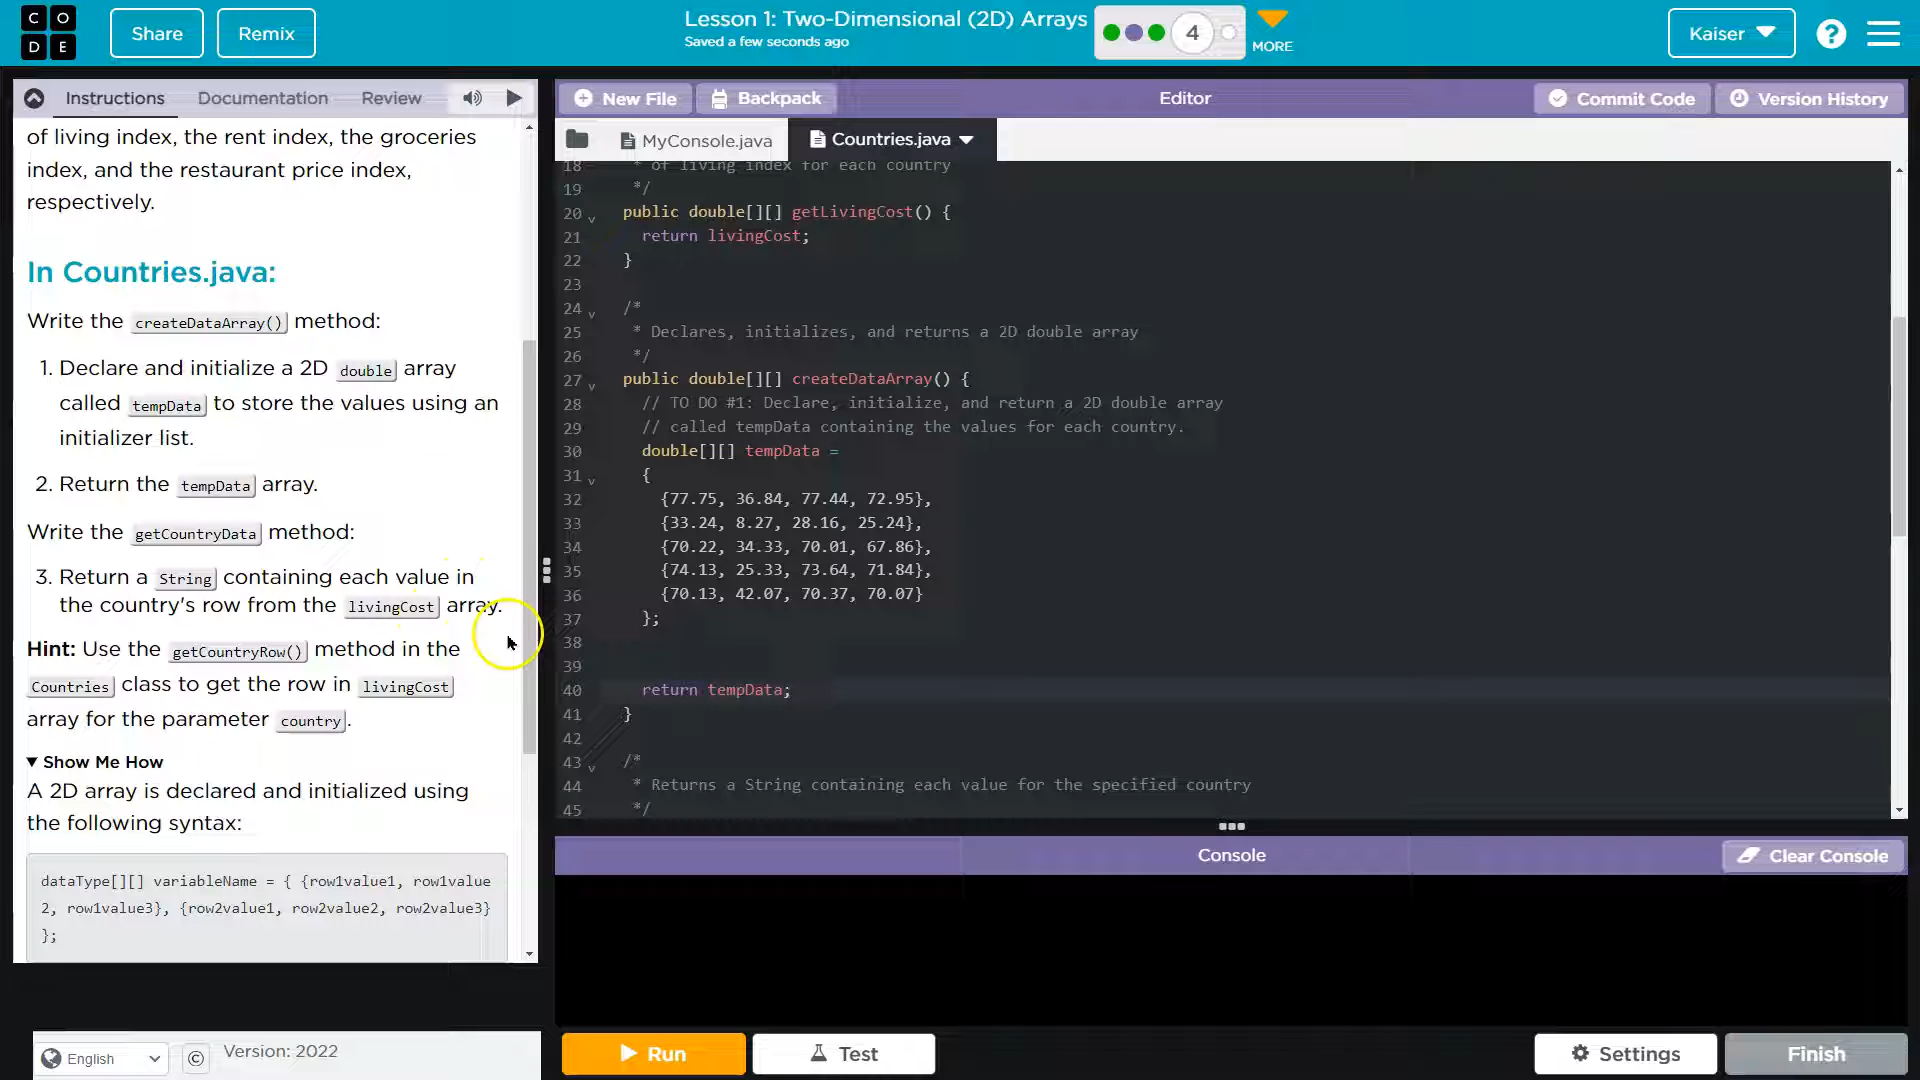 CODE
Share
Remix
Lesson 1: Two-Dimensional (2D) Arrays
Saved a few seconds ago
4
MORE
Kaiser
?
Instructions
Documentation
Review
of living index, the rent index, the groceries
index, and the restaurant price index,
respectively.
In Countries.java:
Write the createDataArray() method:
1. Declare and initialize a 2D double array
called tempData to store the values using an
initializer list.
2. Return the tempData array.
Write the getCountryData method:
3. Return a String containing each value in
the country's row from the livingCost array.
Hint: Use the getCountryRow() method in the
Countries class to get the row in livingCost
array for the parameter country.
▼ Show Me How
A 2D array is declared and initialized using
the following syntax:
dataType[][] variableName = { {row1value1, row1value
2, row1value3}, {row2value1, row2value2, row2value3}
};
English
©
Version: 2022
New File
Backpack
Editor
Commit Code
Version History
MyConsole.java
Countries.java
18 * of living index for each country
19 */
20 public double[][] getLivingCost() {
21 return livingCost;
22 }
23
24 /*
25 * Declares, initializes, and returns a 2D double array
26 */
27 public double[][] createDataArray() {
28 // TO DO #1: Declare, initialize, and return a 2D double array
29 // called tempData containing the values for each country.
30 double[][] tempData =
31 {
32 {77.75, 36.84, 77.44, 72.95},
33 {33.24, 8.27, 28.16, 25.24},
34 {70.22, 34.33, 70.01, 67.86},
35 {74.13, 25.33, 73.64, 71.84},
36 {70.13, 42.07, 70.37, 70.07}
37 };
38
39
40 return tempData;
41 }
42
43 /*
44 * Returns a String containing each value for the specified country
45 */
Console
Clear Console
Run
Test
Settings
Finish